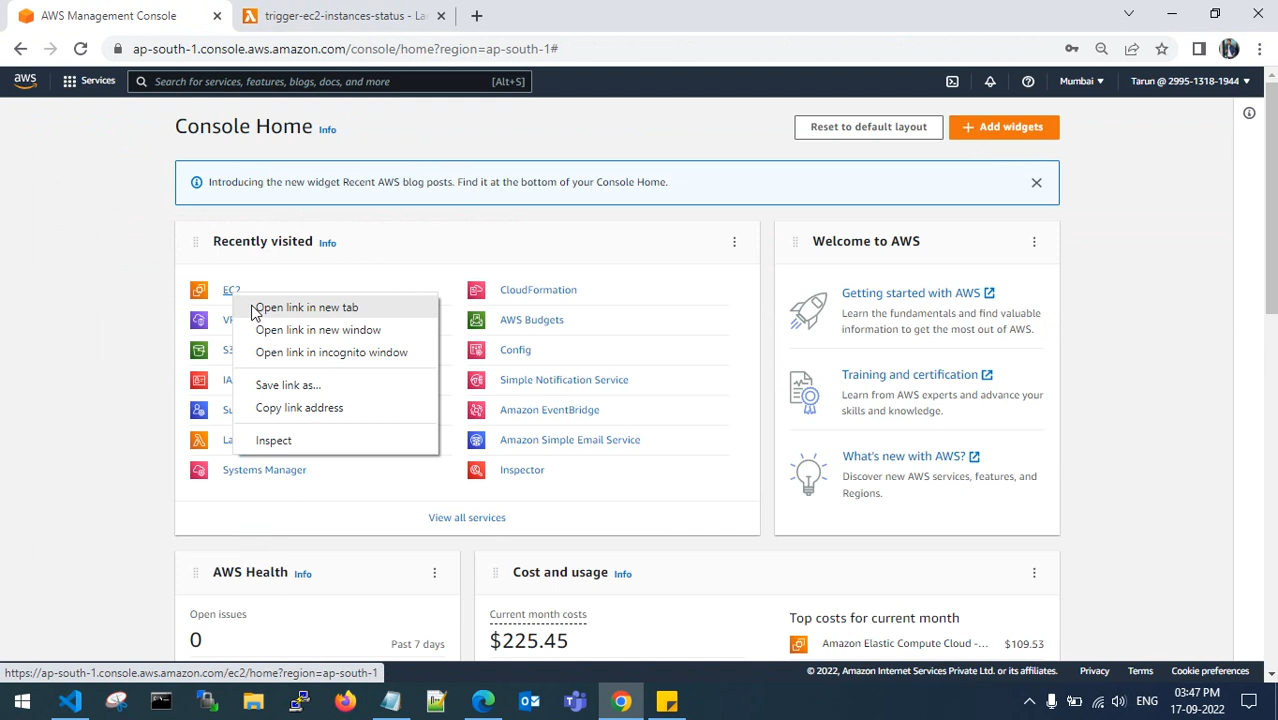 AWS Management Console
trigger-ec2-instances-status - La
ap-south-1.console.aws.amazon.com/console/home?region=ap-south-1#
aws
Services
Search for services, features, blogs, docs, and more
[Alt+S]
Mumbai
Tarun @ 2995-1318-1944
Console Home Info
Reset to default layout
Add widgets
Introducing the new widget Recent AWS blog posts. Find it at the bottom of your Console Home.
Recently visited Info
EC2
VP
S3
IA
Su
La
Systems Manager
CloudFormation
AWS Budgets
Config
Simple Notification Service
Amazon EventBridge
Amazon Simple Email Service
Inspector
View all services
Open link in new tab
Open link in new window
Open link in incognito window
Save link as...
Copy link address
Inspect
Welcome to AWS
Getting started with AWS
Learn the fundamentals and find valuable
information to get the most out of AWS.
Training and certification
Learn from AWS experts and advance your
skills and knowledge.
What's new with AWS?
Discover new AWS services, features, and
Regions.
AWS Health Info
Open issues
0
Past 7 days
Cost and usage Info
Current month costs
$225.45
Top costs for current month
Amazon Elastic Compute Cloud -...
$109.53
https://ap-south-1.console.aws.amazon.com/ec2/home?region=ap-south-1
© 2022, Amazon Internet Services Private Ltd. or its affiliates.
Privacy
Terms
Cookie preferences
ENG
03:47 PM
17-09-2022